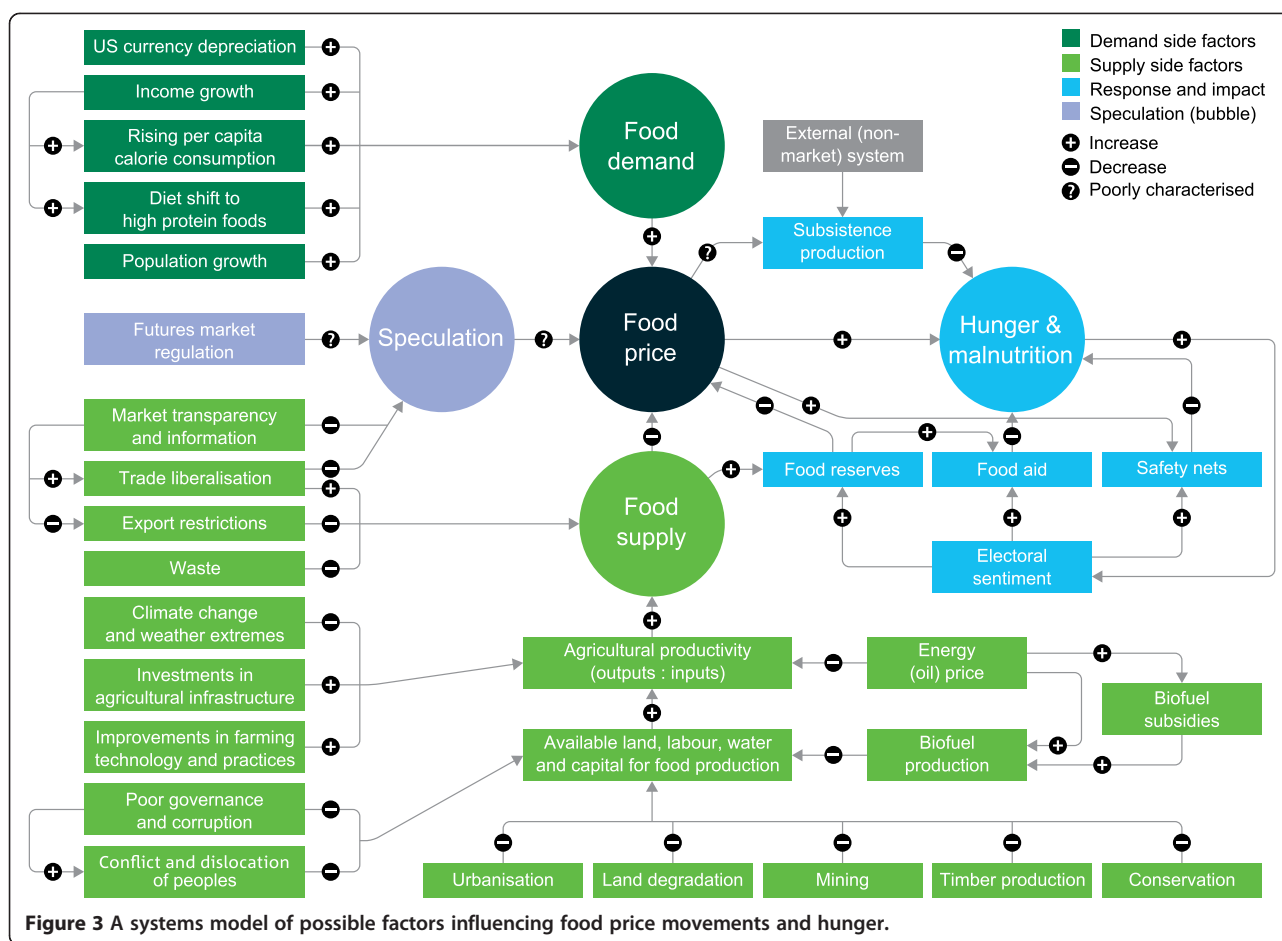 US currency depreciation
Income growth
Rising per capita
calorie consumption
Diet shift to
high protein foods
Population growth
Food
demand
External (non-
market) system
Demand side factors
Supply side factors
Response and impact
Speculation (bubble)
+ Increase
− Decrease
? Poorly characterised
Subsistence
production
Futures market
regulation
Speculation
Food
price
Hunger &
malnutrition
Market transparency
and information
Trade liberalisation
Export restrictions
Waste
Food
supply
Food reserves
Food aid
Safety nets
Electoral
sentiment
Climate change
and weather extremes
Investments in
agricultural infrastructure
Improvements in farming
technology and practices
Poor governance
and corruption
Conflict and dislocation
of peoples
Agricultural productivity
(outputs : inputs)
Energy
(oil) price
Biofuel
subsidies
Available land, labour, water
and capital for food production
Biofuel
production
Urbanisation
Land degradation
Mining
Timber production
Conservation
Figure 3 A systems model of possible factors influencing food price movements and hunger.